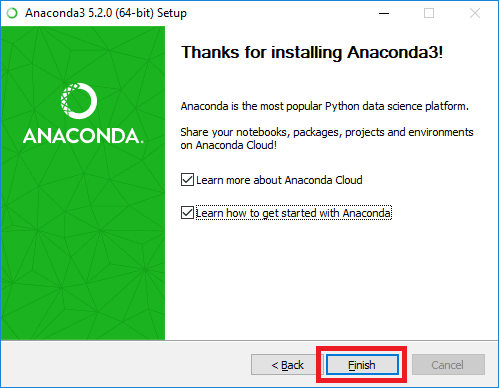 Anaconda3 5.2.0 (64-bit) Setup
Thanks for installing Anaconda3!
ANACONDA.
Anaconda is the most popular Python data science platform.
Share your notebooks, packages, projects and environments
on Anaconda Cloud!
Learn more about Anaconda Cloud
Learn how to get started with Anaconda
< Back
Finish
Cancel